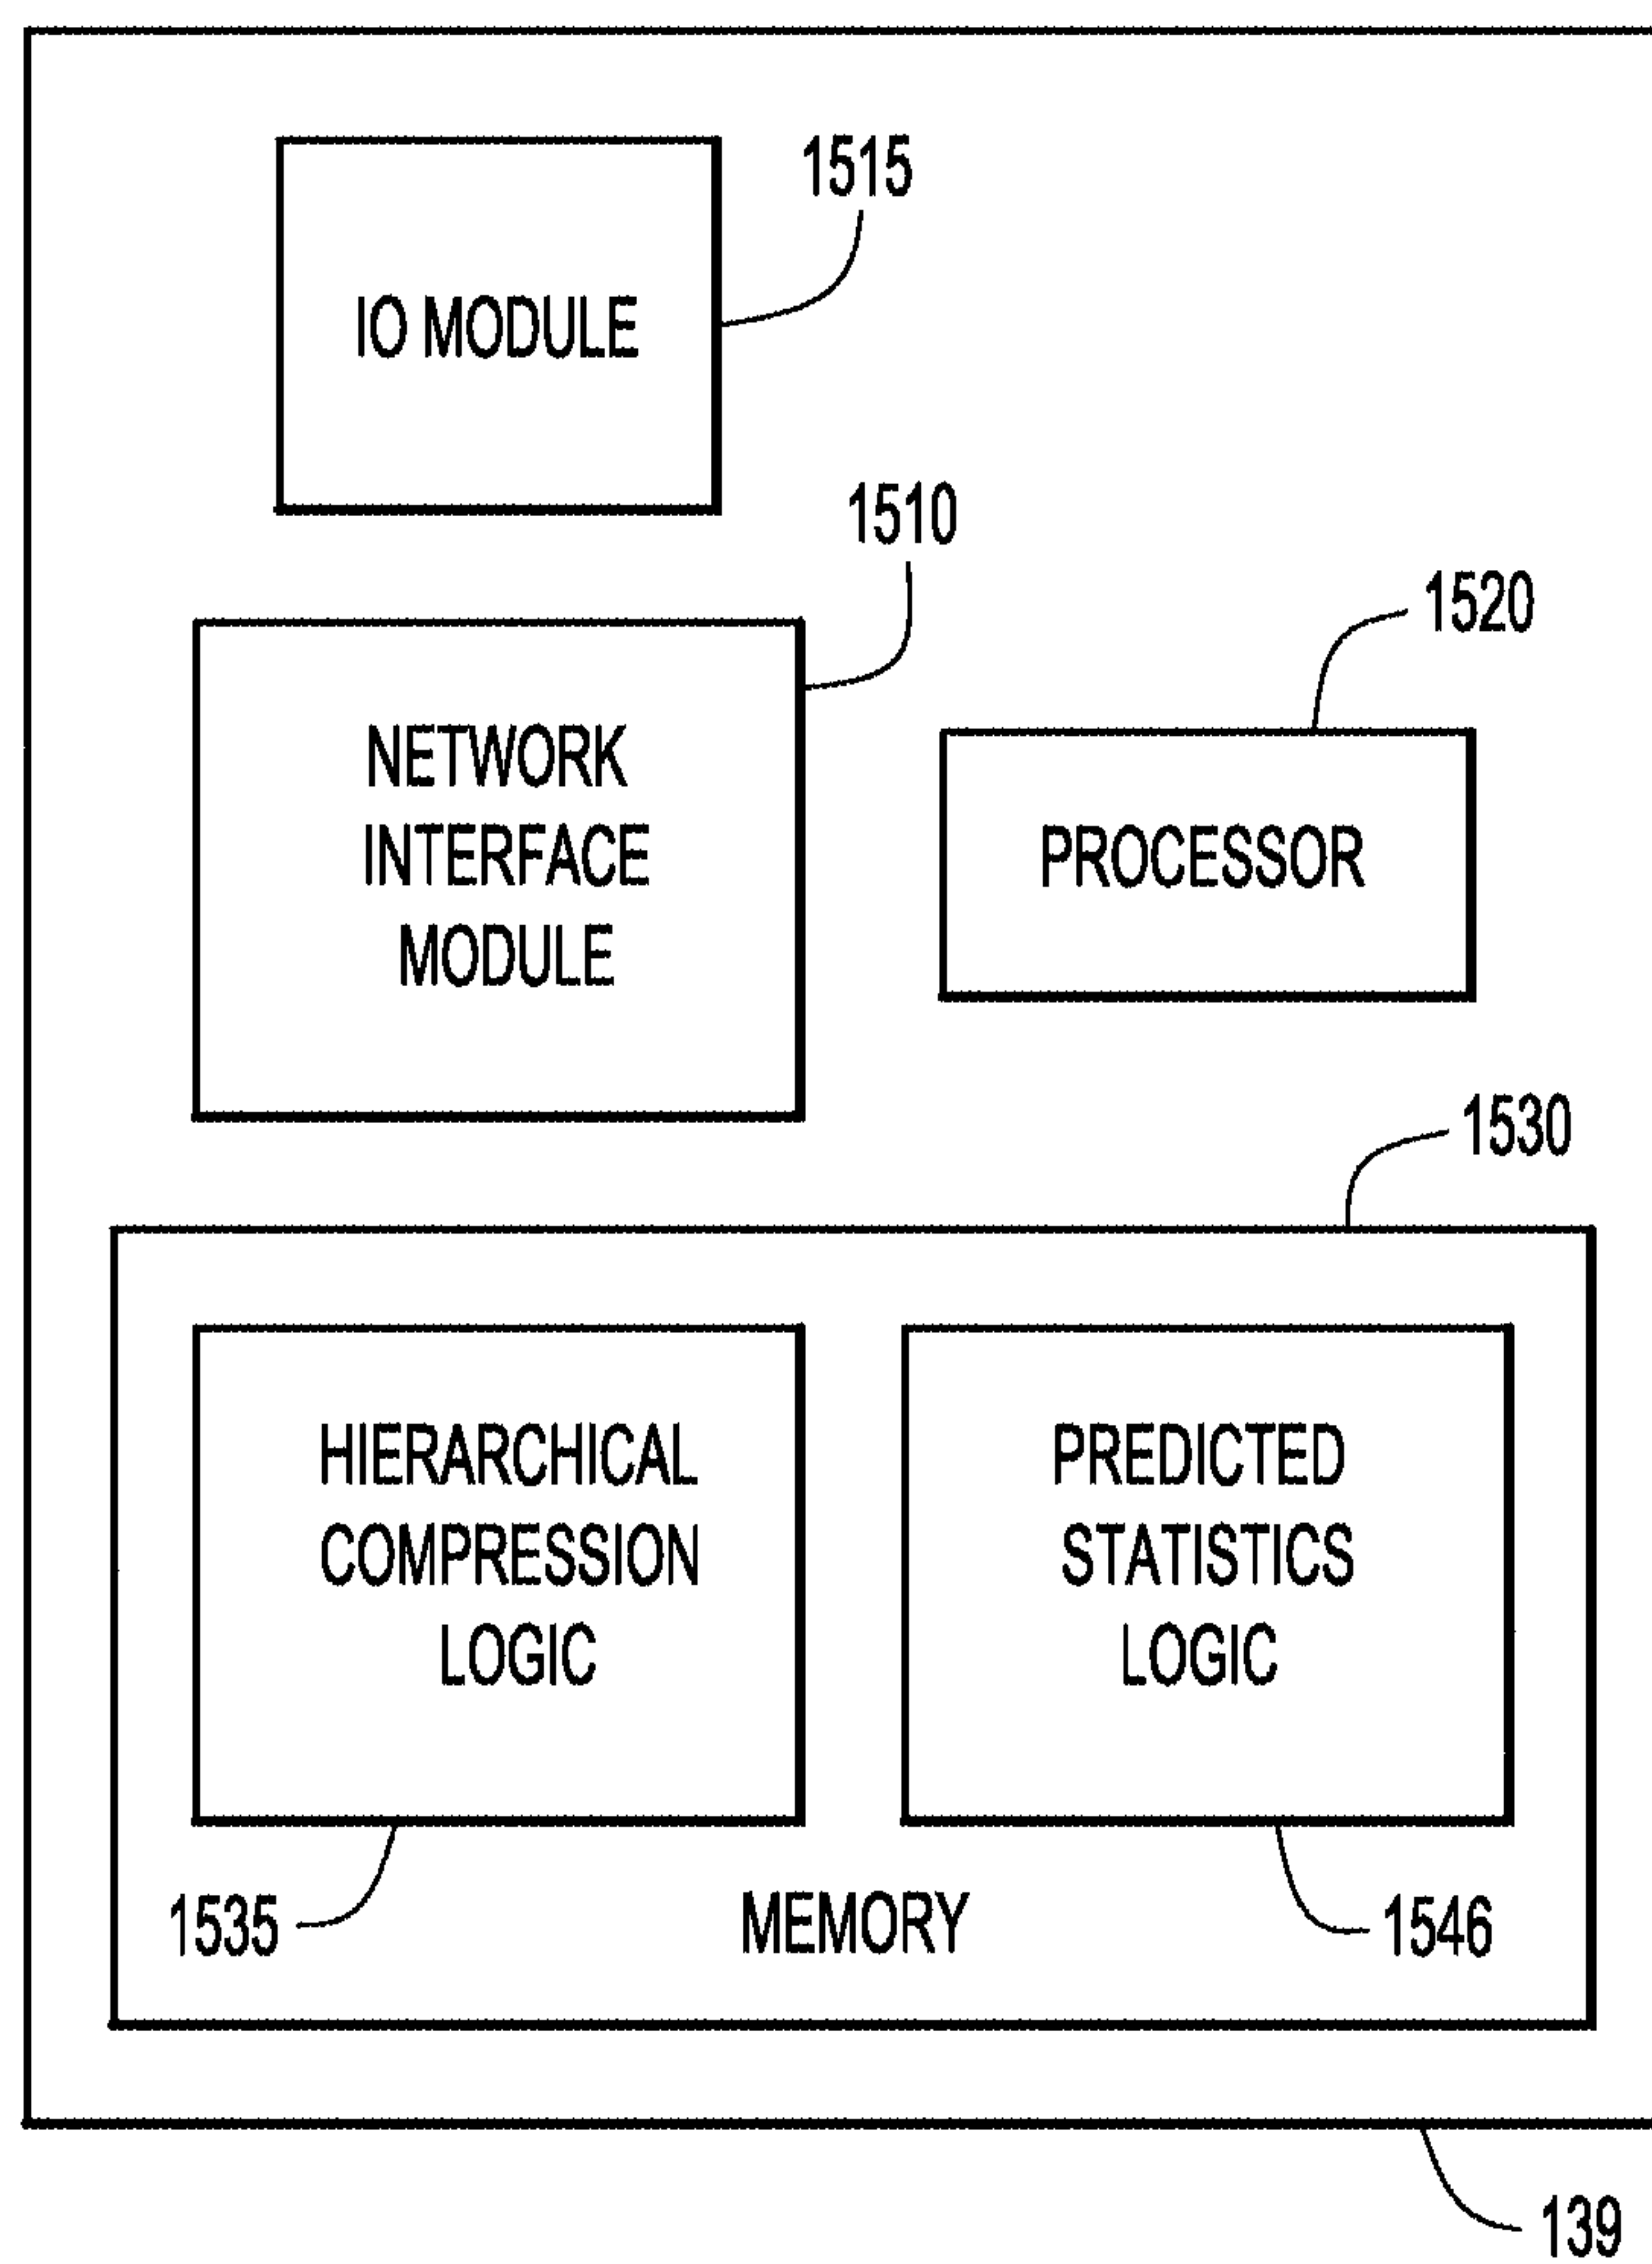 1515
IO MODULE
1510
1520
NETWORK
INTERFACE
MODULE
PROCESSOR
1530
HIERARCHICAL
COMPRESSION
LOGIC
PREDICTED
STATISTICS
LOGIC
1535
MEMORY
1546
139